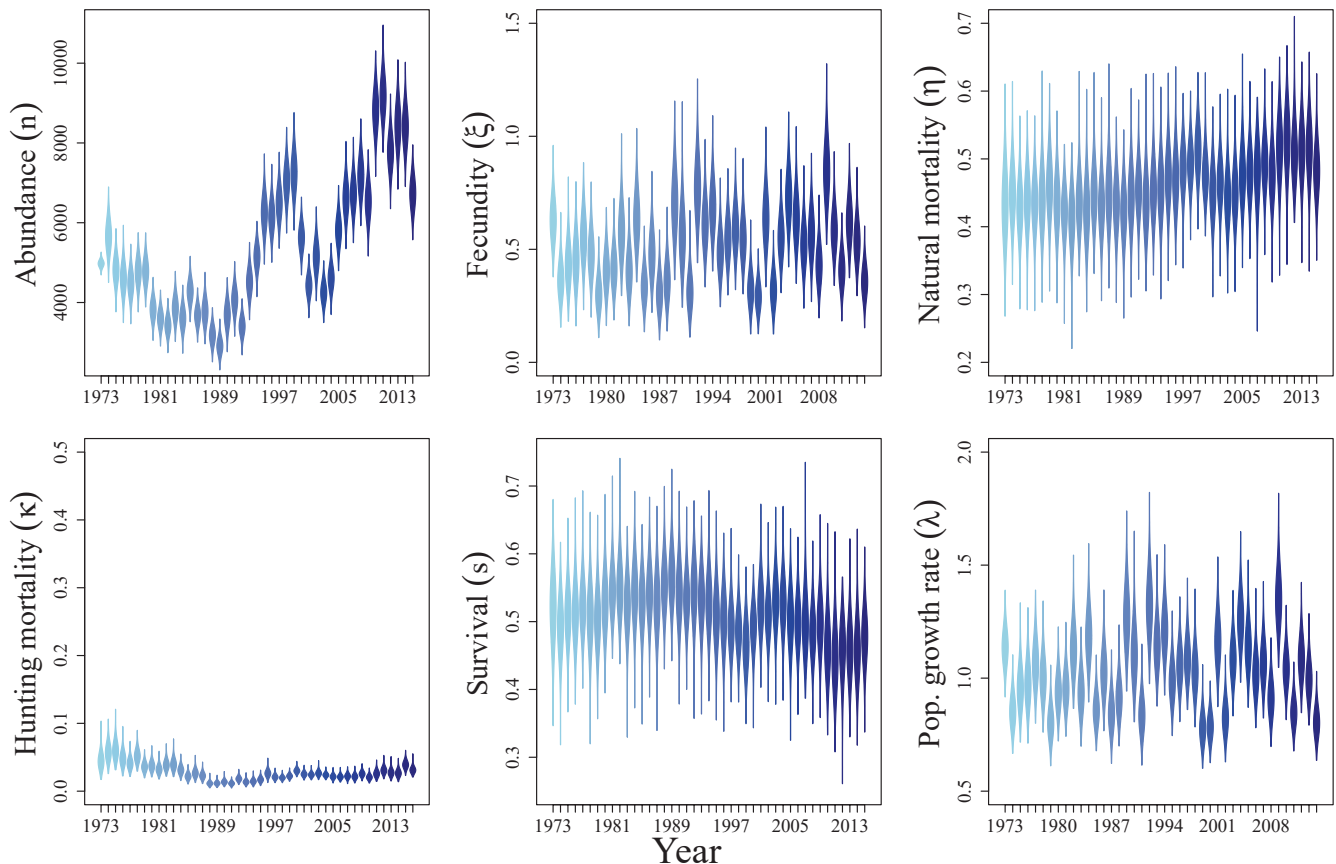 Abundance (n)
10000
8000
6000
4000
1973 1981 1989 1997 2005 2013
Fecundity (ξ)
1.5
1.0
0.5
0.0
1973 1980 1987 1994 2001 2008
Natural mortality (η)
0.7
0.6
0.5
0.4
0.3
0.2
1973 1981 1989 1997 2005 2013
Hunting mortality (κ)
0.5
0.4
0.3
0.2
0.1
0.0
1973 1981 1989 1997 2005 2013
Survival (s)
0.7
0.6
0.5
0.4
0.3
1973 1981 1989 1997 2005 2013
Pop. growth rate (λ)
2.0
1.5
1.0
0.5
1973 1980 1987 1994 2001 2008
Year